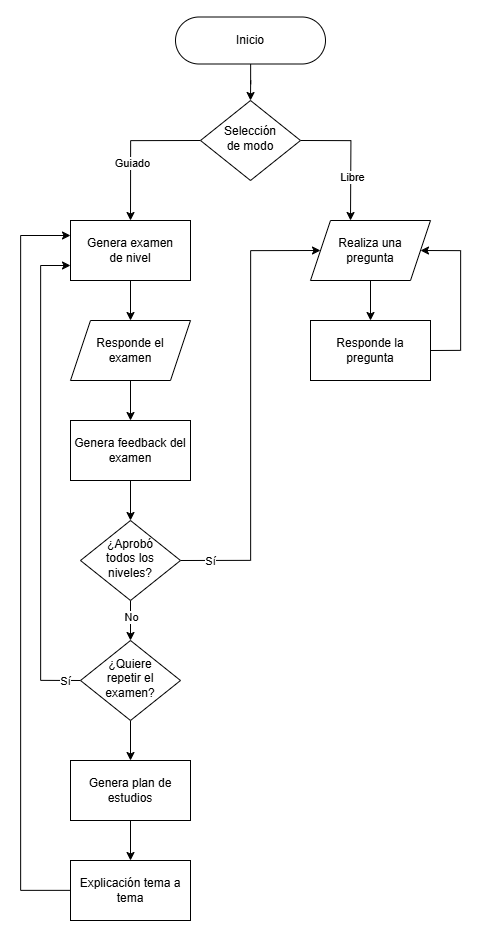 Inicio
Selección
de modo
Guiado
Libre
Genera examen
de nivel
Realiza una
pregunta
Responde el
examen
Responde la
pregunta
Genera feedback del
examen
¿Aprobó
todos los
niveles?
Sí
No
¿Quiere
repetir el
examen?
Sí
Genera plan de
estudios
Explicación tema a
tema